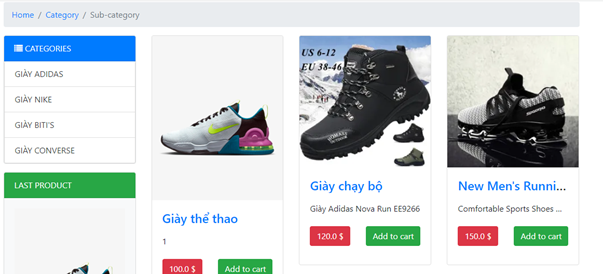 Home / Category / Sub-category
CATEGORIES
GIÀY ADIDAS
GIÀY NIKE
GIÀY BITI'S
GIÀY CONVERSE
LAST PRODUCT
Giày thể thao
1
100.0 $ Add to cart
US 6-12
EU 38-46
Giày chạy bộ
Giày Adidas Nova Run EE9266
120.0 $ Add to cart
New Men's Runni...
Comfortable Sports Shoes ...
150.0 $ Add to cart